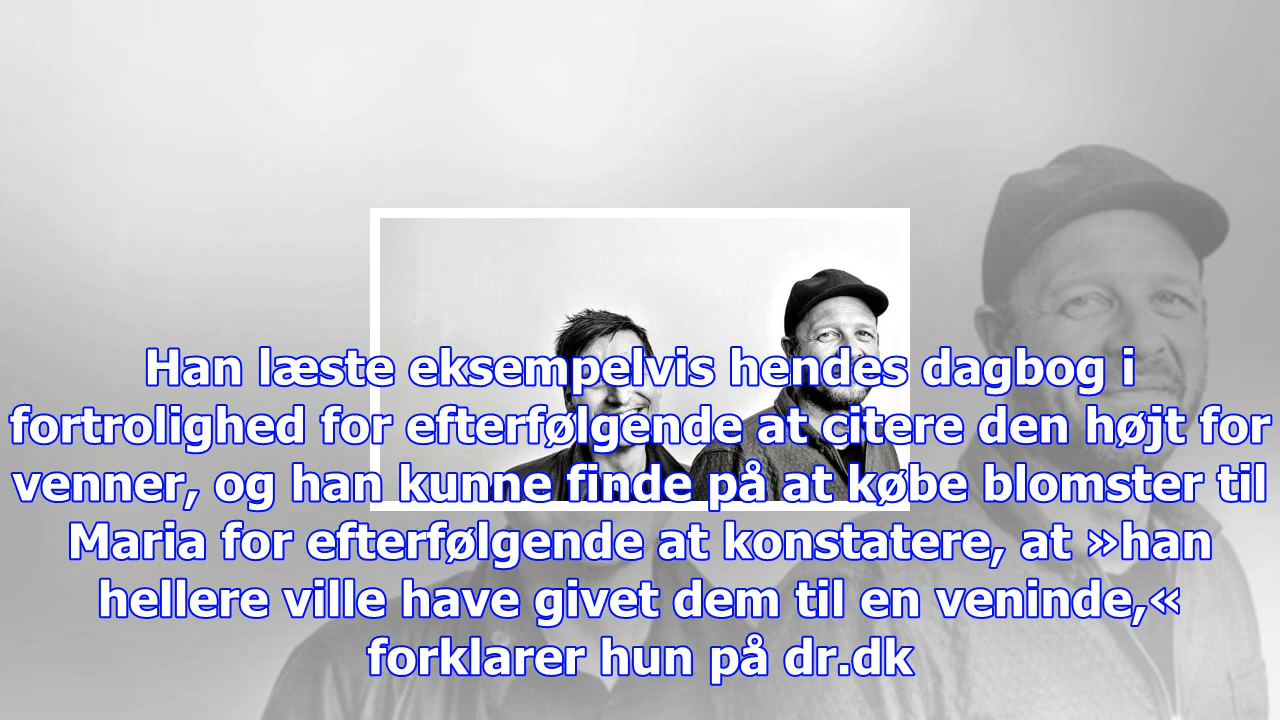 Han læste eksempelvis hendes dagbog i
fortrolighed for efterfølgende at citere den højt for
venner, og han kunne finde på at købe blomster til
Maria for efterfølgende at konstatere, at »han
hellere ville have givet dem til en veninde,«
forklarer hun på dr.dk